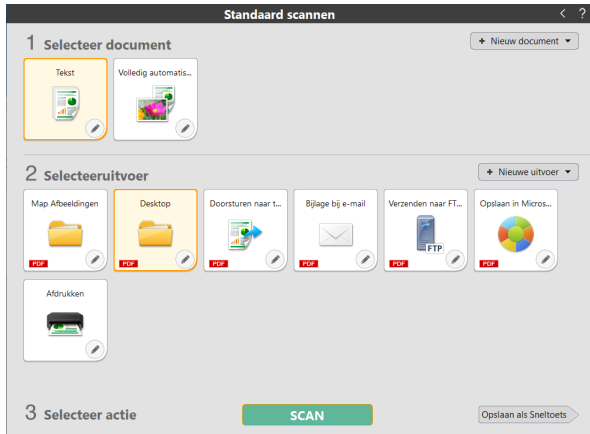 Standaard scannen
< ?
1 Selecteer document
+ Nieuw document
Tekst
Volledig automatis...
2 Selecteeruitvoer
+ Nieuwe uitvoer
Map Afbeeldingen
PDF
Desktop
PDF
Doorsturen naar t...
PDF
Bijlage bij e-mail
PDF
Verzenden naar FT...
FTP
PDF
Opslaan in Micros...
PDF
Afdrukken
3 Selecteer actie
SCAN
Opslaan als Sneltoets